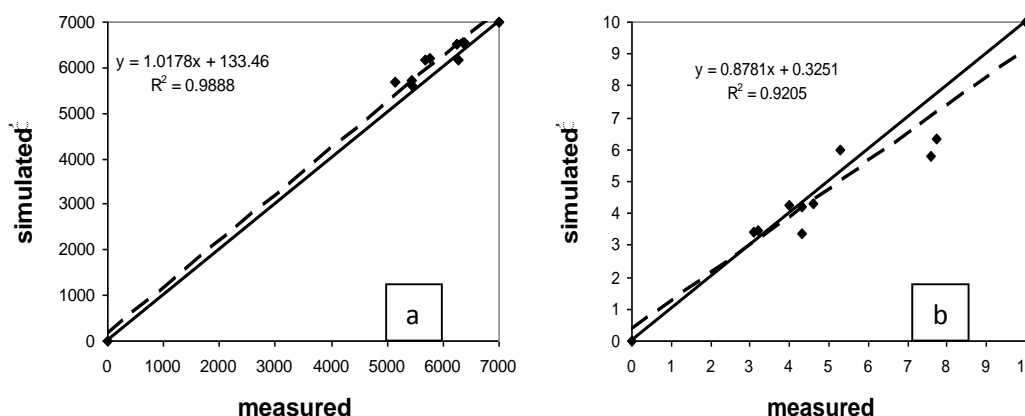 7000
6000
5000
4000
3000
2000
1000
0
y = 1.0178x + 133.46
R² = 0.9888
simulated
a
0 1000 2000 3000 4000 5000 6000 7000
measured
10
9
8
7
6
5
4
3
2
1
0
y = 0.8781x + 0.3251
R² = 0.9205
simulated
b
0 1 2 3 4 5 6 7 8 9
measured